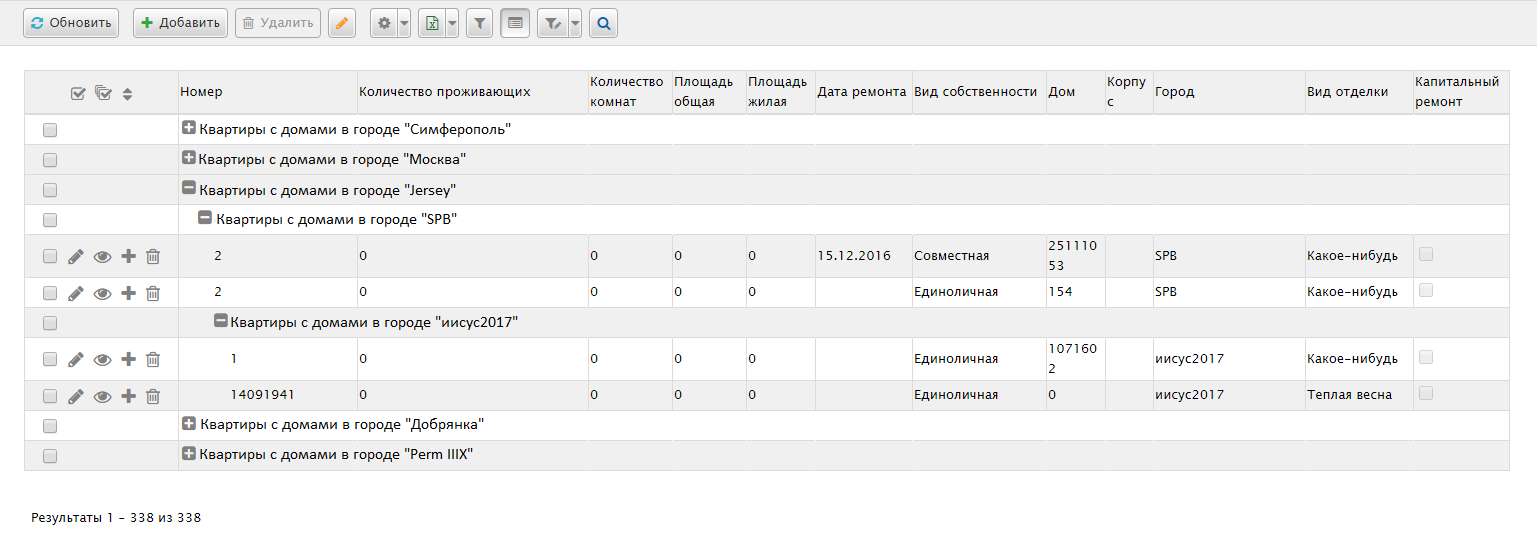 Обновить Добавить Удалить
Номер Количество проживающих Количество комнат Площадь общая Площадь жилая Дата ремонта Вид собственности Дом Корпус Город Вид отделки Капитальный ремонт
Квартиры с домами в городе "Симферополь"
Квартиры с домами в городе "Москва"
Квартиры с домами в городе "Jersey"
Квартиры с домами в городе "SPB"
2 0 0 0 0 15.12.2016 Совместная 25111053 SPB Какое-нибудь
2 0 0 0 0 Единоличная 154 SPB Какое-нибудь
Квартиры с домами в городе "иисус2017"
1 0 0 0 0 Единоличная 1071602 иисус2017 Какое-нибудь
14091941 0 0 0 0 Единоличная 0 иисус2017 Теплая весна
Квартиры с домами в городе "Добрянка"
Квартиры с домами в городе "Perm IIIX"
Результаты 1 - 338 из 338